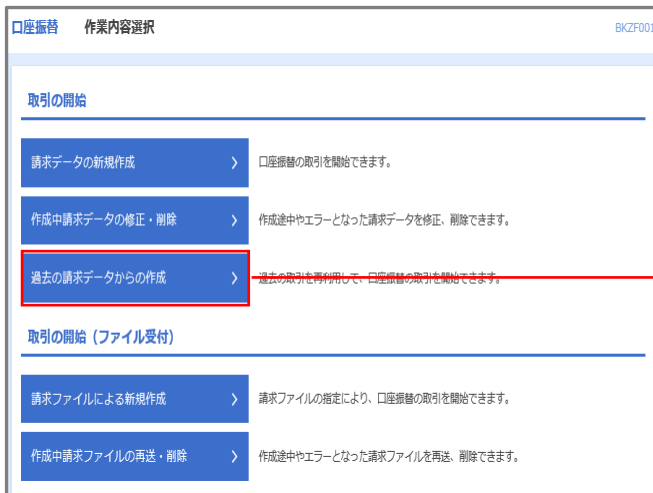 口座振替 作業内容選択 BKZF001
取引の開始
請求データの新規作成 口座振替の取引を開始できます。
作成中請求データの修正・削除 作成途中やエラーとなった請求データを修正、削除できます。
過去の請求データからの作成 過去の取引を再利用して、口座振替の取引を開始できます。
取引の開始（ファイル受付）
請求ファイルによる新規作成 請求ファイルの指定により、口座振替の取引を開始できます。
作成中請求ファイルの再送・削除 作成途中やエラーとなった請求ファイルを再送、削除できます。